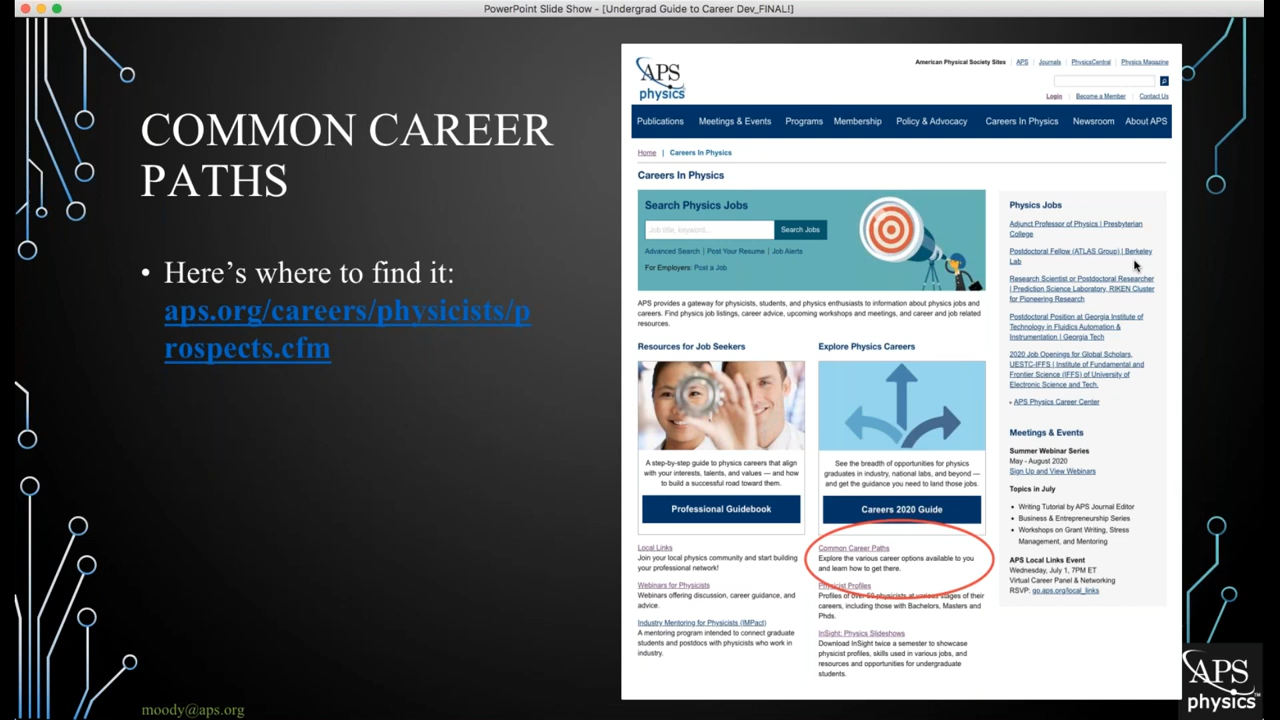 PowerPoint Slide Show - [Undergrad Guide to Career Dev_FINAL!]
COMMON CAREER
PATHS
• Here's where to find it:
aps.org/careers/physicists/p
rospects.cfm
moody@aps.org
APS
physics
American Physical Society Sites | APS | Journals | PhysicsCentral | Physics Magazine
Login | Become a Member | Contact Us
Publications Meetings & Events Programs Membership Policy & Advocacy Careers In Physics Newsroom About APS
Home | Careers In Physics
Careers In Physics
Search Physics Jobs
Job title, keyword...
Search Jobs
Advanced Search | Post Your Resume | Job Alerts
For Employers: Post a Job
APS provides a gateway for physicists, students, and physics enthusiasts to information about physics jobs and
careers. Find physics job listings, career advice, upcoming workshops and meetings, and career and job related
resources.
Resources for Job Seekers
A step-by-step guide to physics careers that align
with your interests, talents, and values — and how
to build a successful road toward them.
Professional Guidebook
Local Links
Join your local physics community and start building
your professional network!
Webinars for Physicists
Webinars offering discussion, career guidance, and
advice.
Industry Mentoring for Physicists (IMPact)
A mentoring program intended to connect graduate
students and postdocs with physicists who work in
industry.
Explore Physics Careers
See the breadth of opportunities for physics
graduates in industry, national labs, and beyond —
and get the guidance you need to land those jobs.
Careers 2020 Guide
Common Career Paths
Explore the various career options available to you
and learn how to get there.
Physicist Profiles
Profiles of over 50 physicists at various stages of their
careers, including those with Bachelors, Masters and
Phds.
InSight: Physics Slideshows
Download InSight twice a semester to showcase
physicist profiles, skills used in various jobs, and
resources and opportunities for undergraduate
students.
Physics Jobs
Adjunct Professor of Physics | Presbyterian
College
Postdoctoral Fellow (ATLAS Group) | Berkeley
Lab
Research Scientist or Postdoctoral Researcher
| Prediction Science Laboratory, RIKEN Cluster
for Pioneering Research
Postdoctoral Position at Georgia Institute of
Technology in Fluidics Automation &
Instrumentation | Georgia Tech
2020 Job Openings for Global Scholars,
UESTC-IFFS | Institute of Fundamental and
Frontier Science (IFFS) of University of
Electronic Science and Tech.
APS Physics Career Center
Meetings & Events
Summer Webinar Series
May - August 2020
Sign Up and View Webinars
Topics in July
• Writing Tutorial by APS Journal Editor
• Business & Entrepreneurship Series
• Workshops on Grant Writing, Stress
Management, and Mentoring
APS Local Links Event
Wednesday, July 1, 7PM ET
Virtual Career Panel & Networking
RSVP: go.aps.org/local_links
APS
physics™